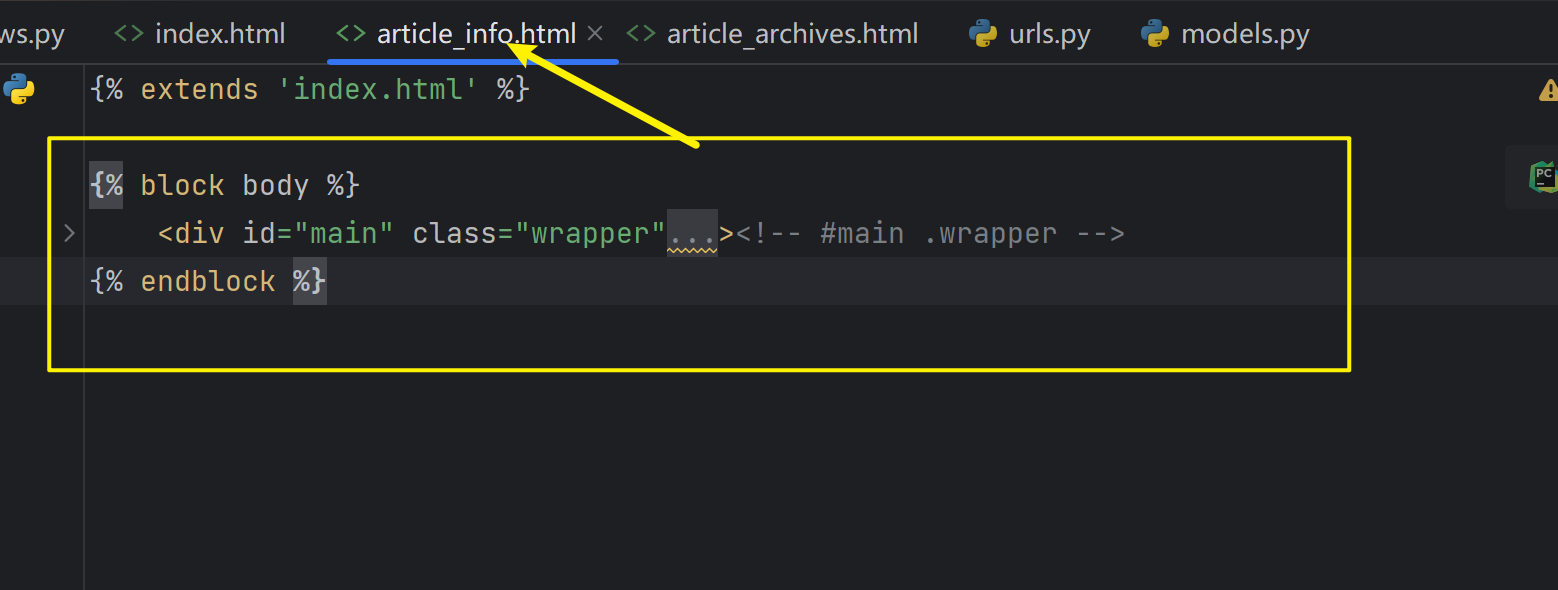 ws.py index.html article_info.html article_archives.html urls.py models.py
{% extends 'index.html' %}
{% block body %}
<div id="main" class="wrapper"...><!-- #main .wrapper -->
{% endblock %}
PC